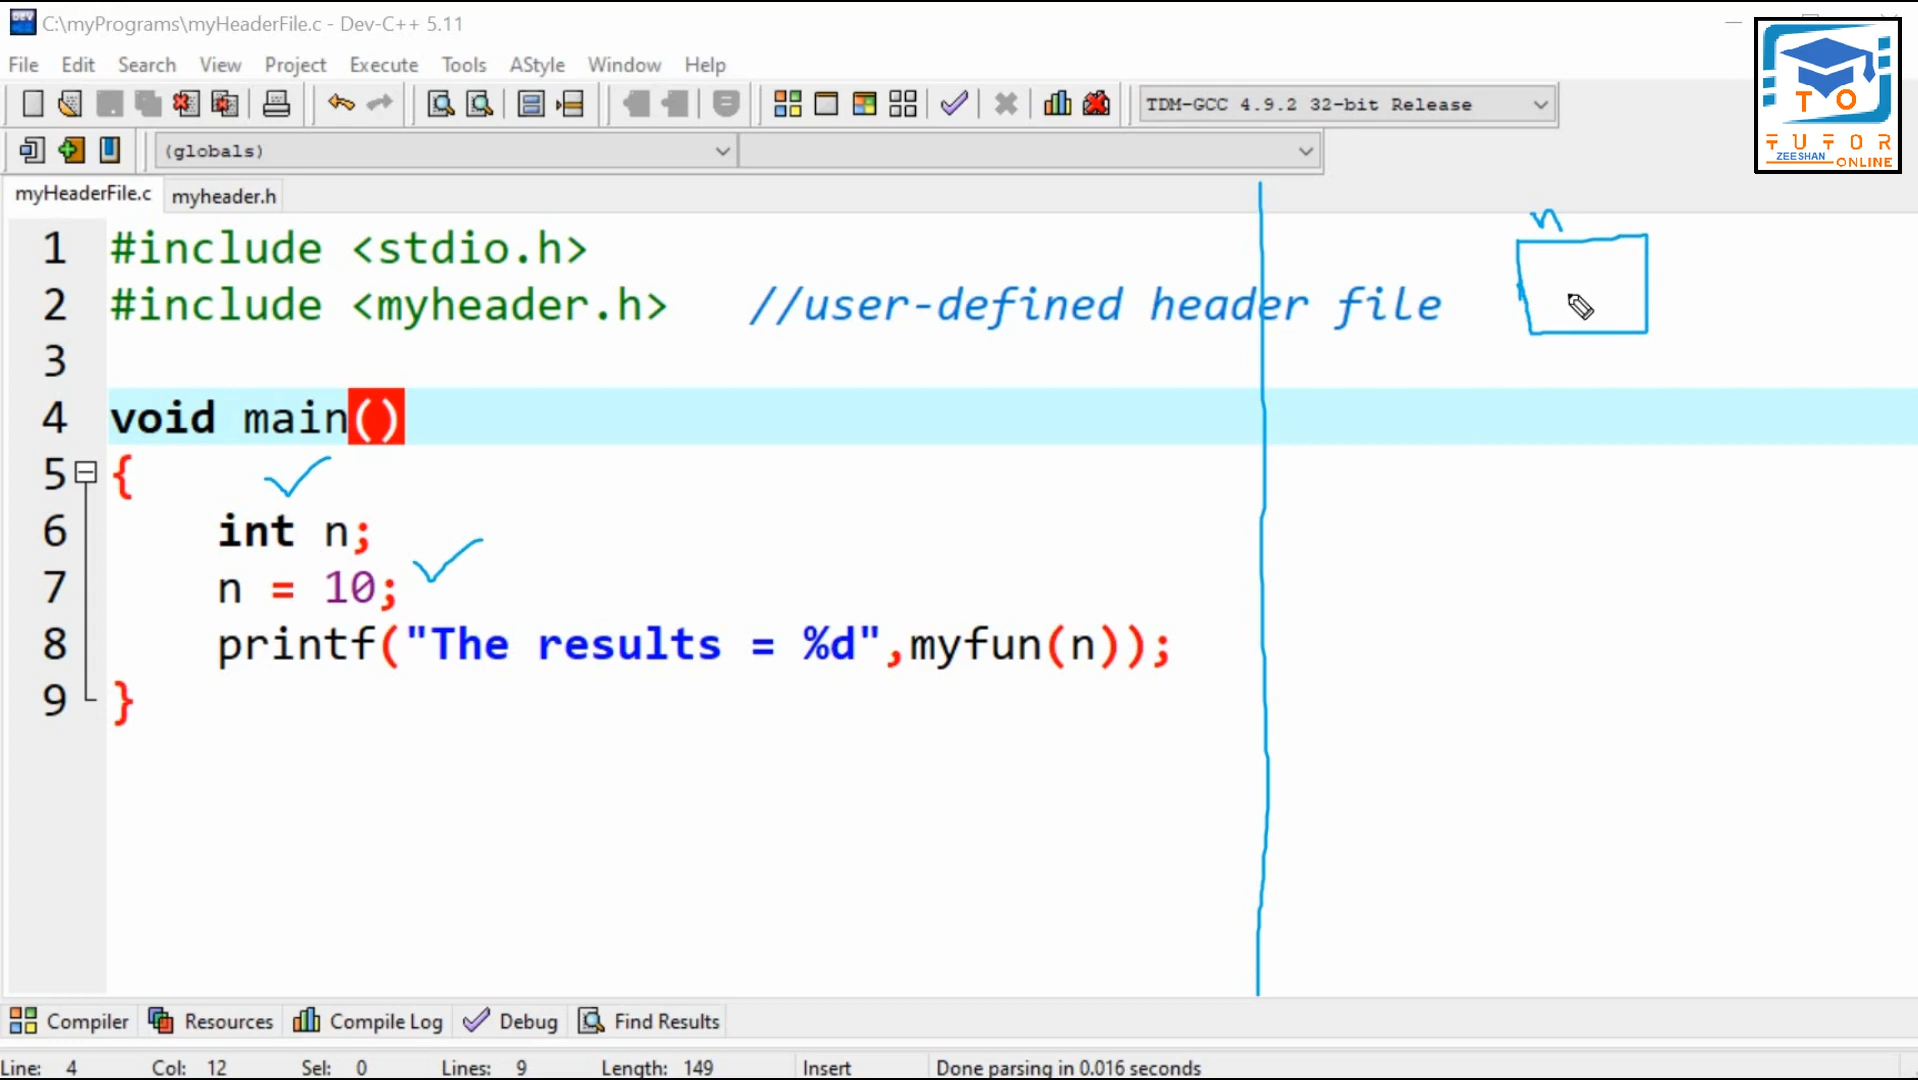 C:\myPrograms\myHeaderFile.c - Dev-C++ 5.11
File Edit Search View Project Execute Tools AStyle Window Help
TDM-GCC 4.9.2 32-bit Release
(globals)
TO
TUTOR
ZEESHAN ONLINE
myHeaderFile.c myheader.h
n
1 #include <stdio.h>
2 #include <myheader.h> //user-defined header file
3
4 void main()
5 {
6 int n;
7 n = 10;
8 printf("The results = %d",myfun(n));
9 }
Compiler Resources Compile Log Debug Find Results
Line: 4 Col: 12 Sel: 0 Lines: 9 Length: 149 Insert Done parsing in 0.016 seconds